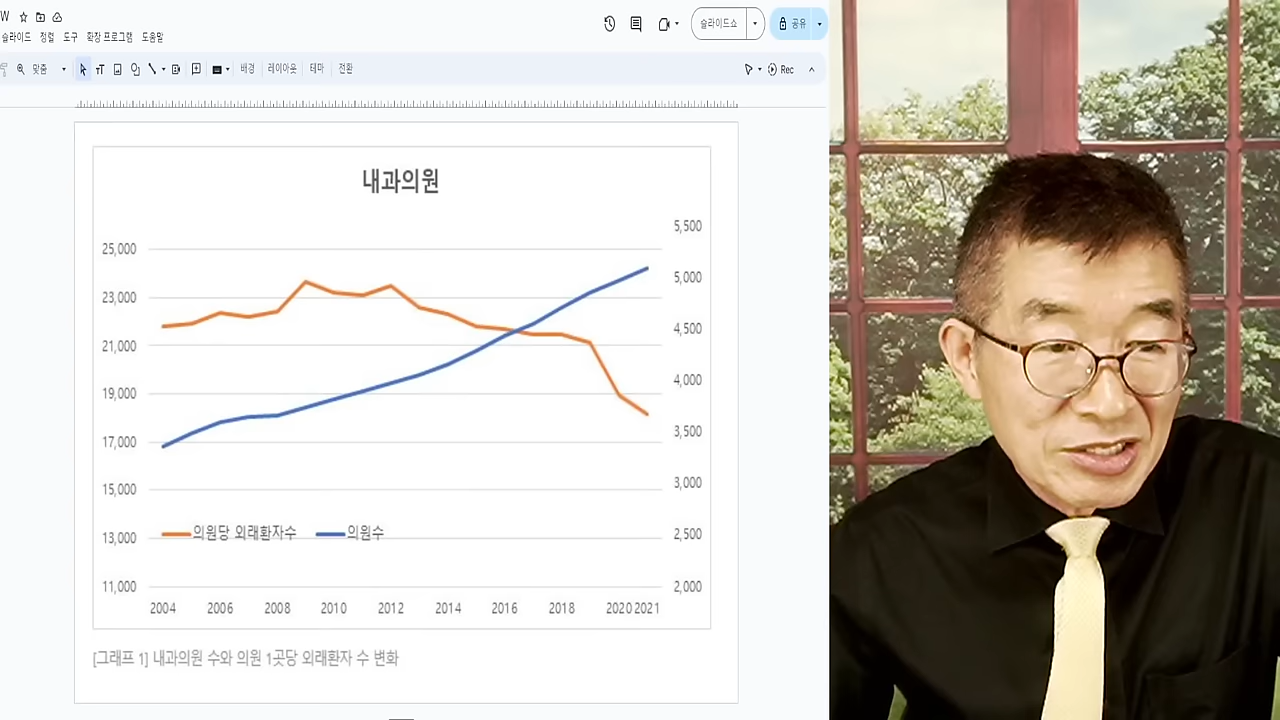 W
슬라이드 정렬 도구 확장 프로그램 도움말
슬라이드쇼
공유
맞춤
배경 레이아웃 테마 전환
Rec
내과의원
5,500
25,000
5,000
23,000
4,500
21,000
4,000
19,000
3,500
17,000
3,000
15,000
2,500
13,000
의원당 외래환자수 의원수
11,000
2,000
2004 2006 2008 2010 2012 2014 2016 2018 2020 2021
[그래프 1] 내과의원 수와 의원 1곳당 외래환자 수 변화